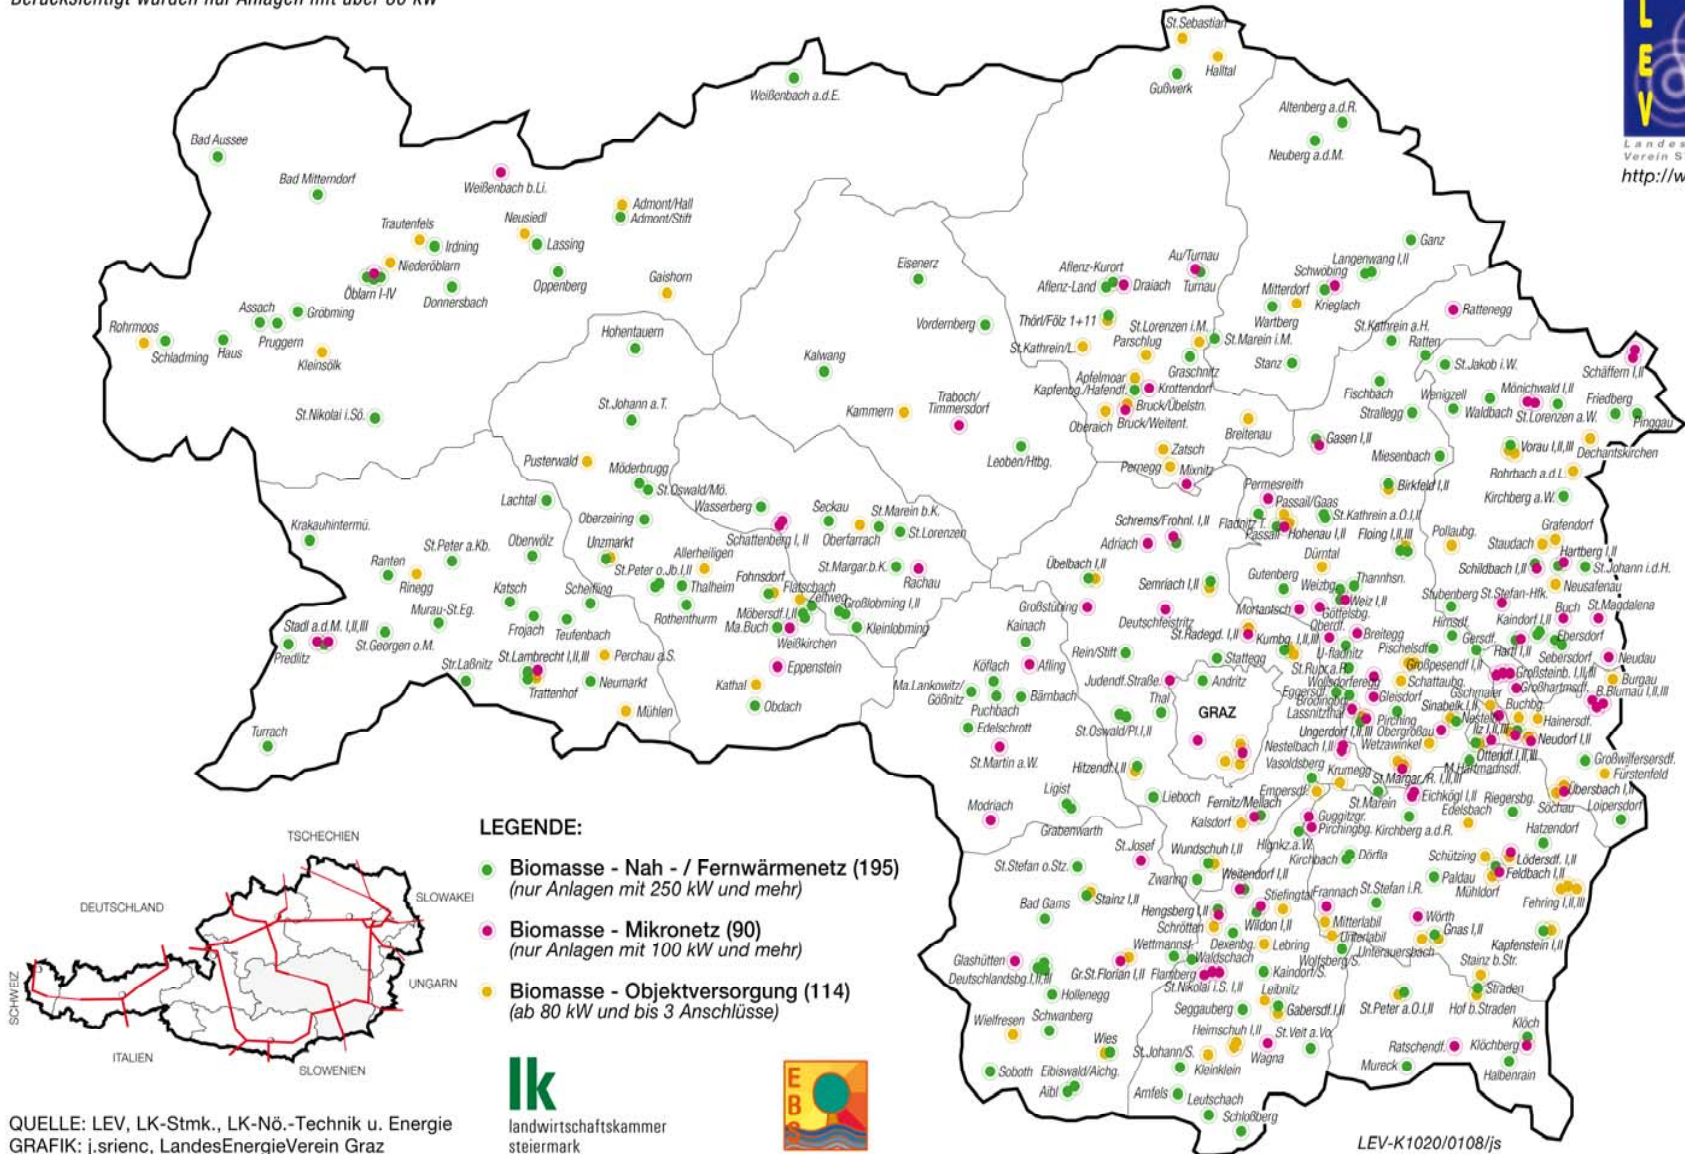 Berücksichtigt wurden nur Anlagen mit über 80 kW
L
E
V
Landes
Verein S
http://w
St.Sebastian
Halltal
Gußwerk
Weißenbach a.d.E.
Altenberg a.d.R.
Neuberg a.d.M.
Bad Aussee
Bad Mitterndorf
Weißenbach b.Li.
Admont/Hall
Admont/Stift
Trautenfels
Irdning
Neusiedl
Lassing
Niederöblarn
Öblarn I-IV
Donnersbach
Oppenberg
Gaishorn
Eisenerz
Aflenz-Kurort
Aflenz-Land
Draiach
Au/Turnau
Turnau
Ganz
Langenwang I,II
Schwöbing
Mitterdorf
Krieglach
Wartberg
Rattenegg
Assach
Gröbming
Pruggern
Rohrmoos
Schladming
Haus
Kleinsölk
Hohentauern
Vordernberg
Thörl/Fölz 1+11
St.Kathrein/L.
St.Lorenzen i.M.
Parschlug
St.Marein i.M.
Graschnitz
Stanz
St.Kathrein a.H.
Ratten
St.Jakob i.W.
Schäffern I,II
Kalwang
Apfelmoar
Kapfenbg./Hafendf.
Krottendorf
Fischbach
Wenigzell
Mönichwald I,II
Friedberg
St.Nikolai i.Sö.
St.Johann a.T.
Kammern
Traboch/
Timmersdorf
Bruck/Übelstn.
Oberaich
Bruck/Weitent.
Breitenau
Strallegg
Waldbach
St.Lorenzen a.W.
Pinggau
Leoben/Htbg.
Zatsch
Pernegg
Mixnitz
Gasen I,II
Miesenbach
Vorau I,II,III
Dechantskirchen
Rohrbach a.d.L.
Pusterwald
Möderbrugg
St.Oswald/Mö.
Lachtal
Oberzeiring
Wasserberg
Schattenberg I, II
Seckau
Oberfarrach
St.Marein b.K.
St.Lorenzen
Permesreith
Passail/Gaas
Fladnitz T.
Passail
Hohenau I,II
St.Kathrein a.O.I,II
Birkfeld I,II
Kirchberg a.W.
Krakauhintermü.
Ranten
Rinegg
St.Peter a.Kb.
Oberwölz
Unzmarkt
Allerheiligen
St.Peter o.Jb.I,II
Thalheim
Fohnsdorf
Flatschach
St.Margar.b.K.
Rachau
Schrems/Frohnl. I,II
Adriach
Floing I,II,III
Pollaubg.
Grafendorf
Staudach
Hartberg I,II
Schildbach I,II
St.Johann i.d.H.
Übelbach I,II
Semriach I,II
Dürntal
Gutenberg
Weizbg.
Thannhsn.
Neusafenau
Katsch
Scheifling
Rothenthurm
Zeltweg
Möbersdf.I,II
Großlobming I,II
Ma.Buch
Weißkirchen
Kleinlobming
Großstübing
Deutschfeistritz
Mortantsch
Weiz I,II
Göttelsbg.
Stubenberg
St.Stefan-Hfk.
Buch
St.Magdalena
Murau-St.Eg.
Frojach
Teufenbach
Stadl a.d.M. I,II,III
Predlitz
St.Georgen o.M.
Kainach
St.Radegd. I,II
Kumbg. I,II,III
Oberdf.
Breitegg
Hirnsdf.
Kaindorf I,II
Ebersdorf
Str.Laßnitz
St.Lambrecht I,II,III
Trattenhof
Perchau a.S.
Neumarkt
Eppenstein
Kathal
Obdach
Mühlen
Turrach
Köflach
Afling
Rein/Stift
Stattegg
U-fladnitz
Pischelsdf.
Gersdf.
Hartl I,II
Sebersdorf
Neudau
Ma.Lankowitz/
Gößnitz
Bärnbach
Puchbach
Judendf.Straße.
Thal
Andritz
GRAZ
St.Rupr.a.R.
Wollsdorferegg
Großpesendf I,II
Großsteinb. I,II,III
Burgau
Edelschrott
St.Oswald/Pl.I,II
Eggersdf.
Brodingbg.
Gleisdorf
Schattaubg.
Gschmaier
Großhartmsdf.
B.Blumau I,II,III
St.Martin a.W.
Lassnitzthal
Pirching
Sinabelk.I,II
Buchbg.
Hainersdf.
Ungerdorf I,II,III
Obergroßau
Ilz I,II,III
Neudorf I,II
Hitzendf.I,II
Nestelbach I,II
Wetzawinkel
Ottendf.I,II,III
Vasoldsberg
Krumegg
St.Margar./R. I,II,III
M.Hartmannsdf.
Großwilfersersdf.
Fürstenfeld
Ligist
Modriach
Grabenwarth
Lieboch
Empersdf.
Fernitz/Mellach
Kalsdorf
St.Marein
Eichkögl I,II
Riegersbg.
Übersbach I,II
Söchau
Loipersdorf
Edelsbach
Guggitzgr.
Pirchingbg.
Kirchberg a.d.R.
Hatzendorf
St.Stefan o.Stz.
St.Josef
Wundschuh I,II
Kirchbach
Dörfla
Schützing
Lödersdf. I,II
Feldbach I,II
Zwaring
Weitendorf I,II
Bad Gams
Stainz I,II
Stiefingtal
Frannach
St.Stefan i.R.
Paldau
Mühldorf
Fehring I,II,III
Hengsberg I,II
Schrötten
Wildon I,II
Mitterlabil
Wörth
Gnas I,II
Kapfenstein I,II
Wettmannst.
Dexenbg.
Lebring
Unterlabil
Wolfsberg/S.
Unterauersbach
Glashütten
Deutschlandsbg.I,II,III
Gr.St.Florian I,II
Flamberg
Waldschach
Kaindorf/S.
Stainz b.Str.
St.Nikolai i.S. I,II
Leibnitz
Straden
Hollenegg
Seggauberg
Gabersdf.I,II
St.Peter a.O.I,II
Hof b.Straden
Wielfresen
Schwanberg
Heimschuh I,II
St.Veit a.Vo.
Klöch
Wies
St.Johann/S.
Wagna
Ratschendf.
Klöchberg
Soboth
Eibiswald/Aichg.
Kleinklein
Mureck
Halbenrain
Aibl
Arnfels
Leutschach
Schloßberg
LEGENDE:
Biomasse - Nah - / Fernwärmenetz (195)
(nur Anlagen mit 250 kW und mehr)
Biomasse - Mikronetz (90)
(nur Anlagen mit 100 kW und mehr)
Biomasse - Objektversorgung (114)
(ab 80 kW und bis 3 Anschlüsse)
TSCHECHIEN
DEUTSCHLAND
SLOWAKEI
SCHWEIZ
UNGARN
ITALIEN
SLOWENIEN
lk
landwirtschaftskammer
steiermark
E
B
S
QUELLE: LEV, LK-Stmk., LK-Nö.-Technik u. Energie
GRAFIK: j.srienc, LandesEnergieVerein Graz
LEV-K1020/0108/js